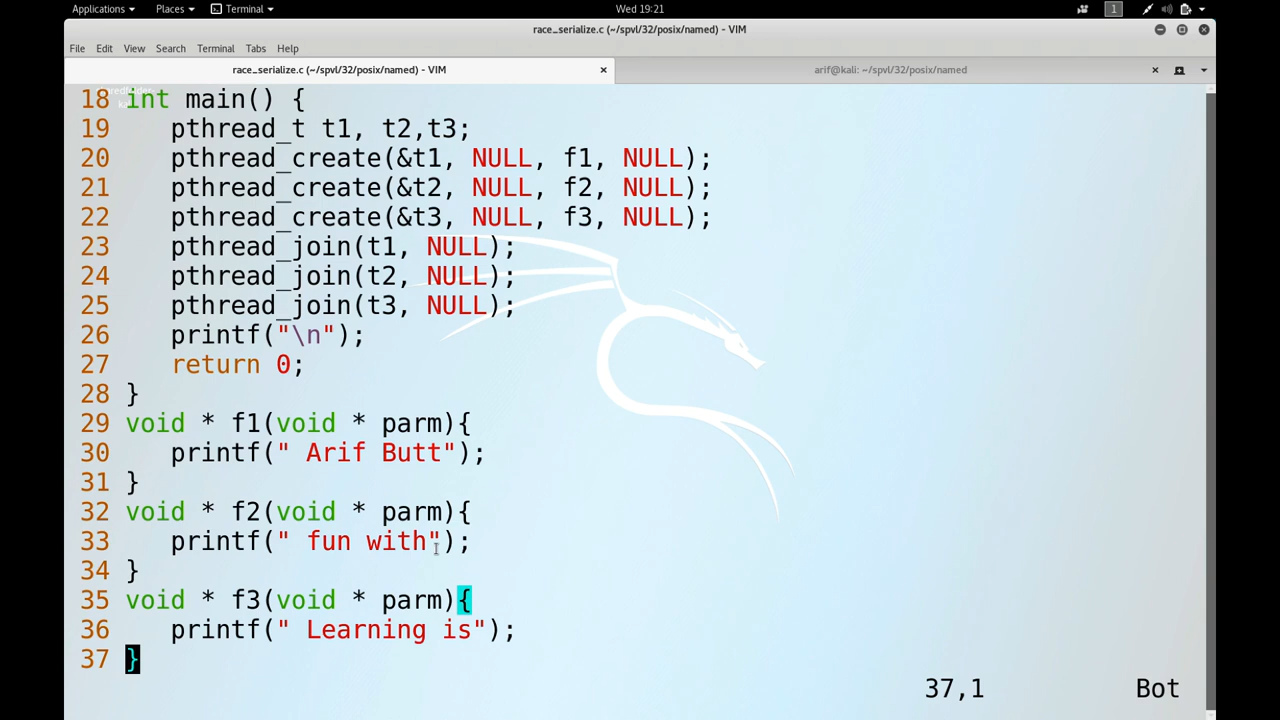 Applications Places Terminal Wed 19:21 1
race_serialize.c (~/spvl/32/posix/named) - VIM
File Edit View Search Terminal Tabs Help
race_serialize.c (~/spvl/32/posix/named) - VIM × arif@kali: ~/spvl/32/posix/named ×
18 int main() {
19 pthread_t t1, t2,t3;
20 pthread_create(&t1, NULL, f1, NULL);
21 pthread_create(&t2, NULL, f2, NULL);
22 pthread_create(&t3, NULL, f3, NULL);
23 pthread_join(t1, NULL);
24 pthread_join(t2, NULL);
25 pthread_join(t3, NULL);
26 printf("\n");
27 return 0;
28 }
29 void * f1(void * parm){
30 printf(" Arif Butt");
31 }
32 void * f2(void * parm){
33 printf(" fun with");
34 }
35 void * f3(void * parm){
36 printf(" Learning is");
37 }
37,1 Bot